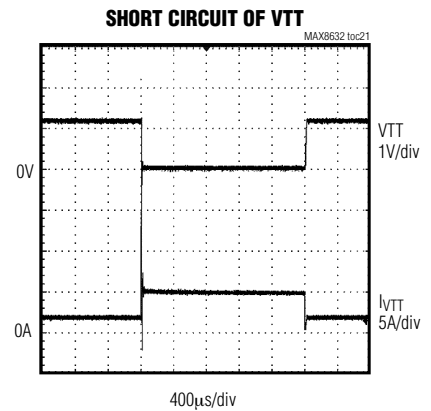 SHORT CIRCUIT OF VTT
MAX8632 toc21
VTT
1V/div
0V
IVTT
5A/div
0A
400μs/div